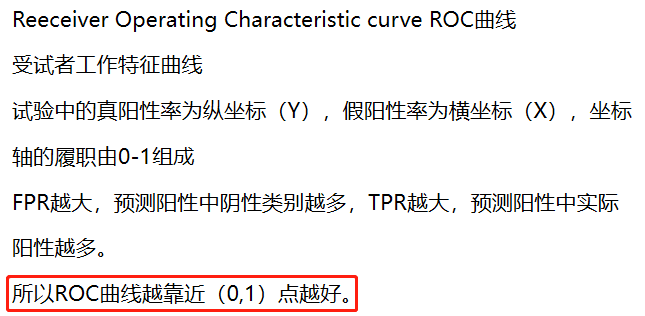 Reeceiver Operating Characteristic curve ROC曲线
受试者工作特征曲线
试验中的真阳性率为纵坐标（Y），假阳性率为横坐标（X），坐标
轴的履职由0-1组成
FPR越大，预测阳性中阴性类别越多，TPR越大，预测阳性中实际
阳性越多。
所以ROC曲线越靠近（0,1）点越好。